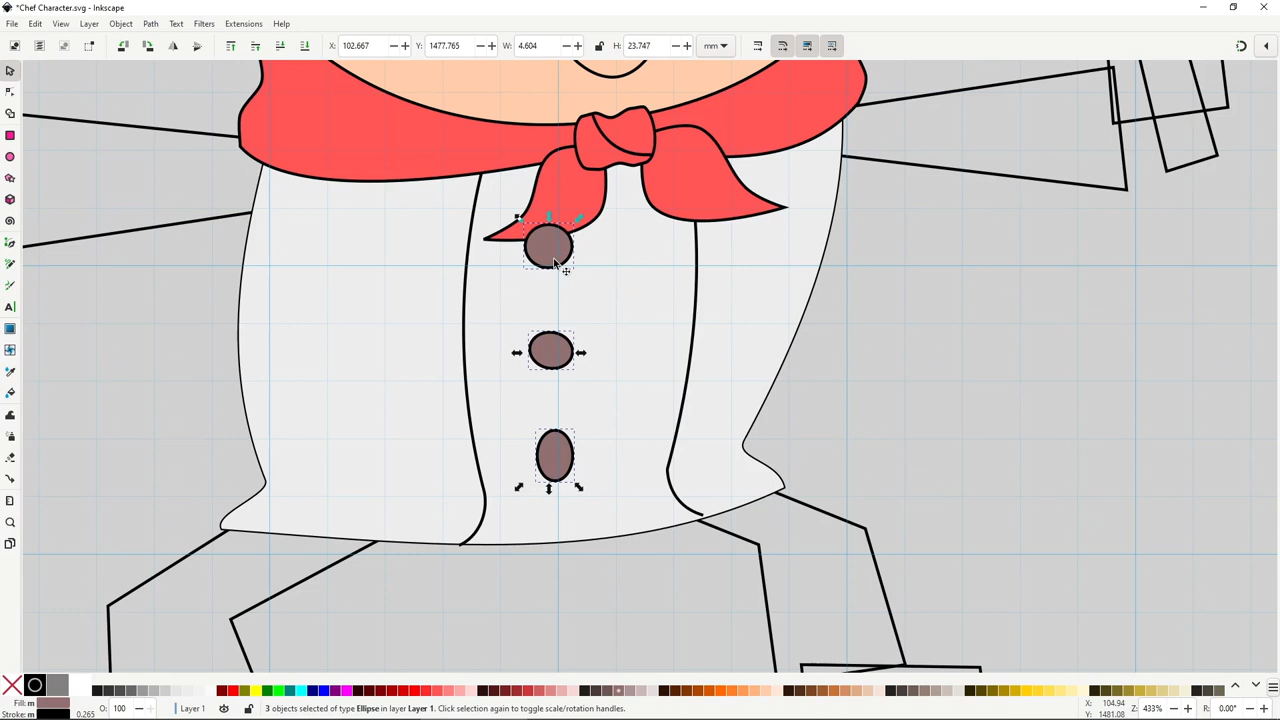 *Chef Character.svg - Inkscape
File Edit View Layer Object Path Text Filters Extensions Help
X: 102.667 Y: 1477.765 W: 4.604 H: 23.747 mm
Fill: m
Stroke: m 0.265 O: 100 Layer 1 3 objects selected of type Ellipse in layer Layer 1. Click selection again to toggle scale/rotation handles. X: 104.94 Y: 1481.08 Z: 433% R: 0.00°